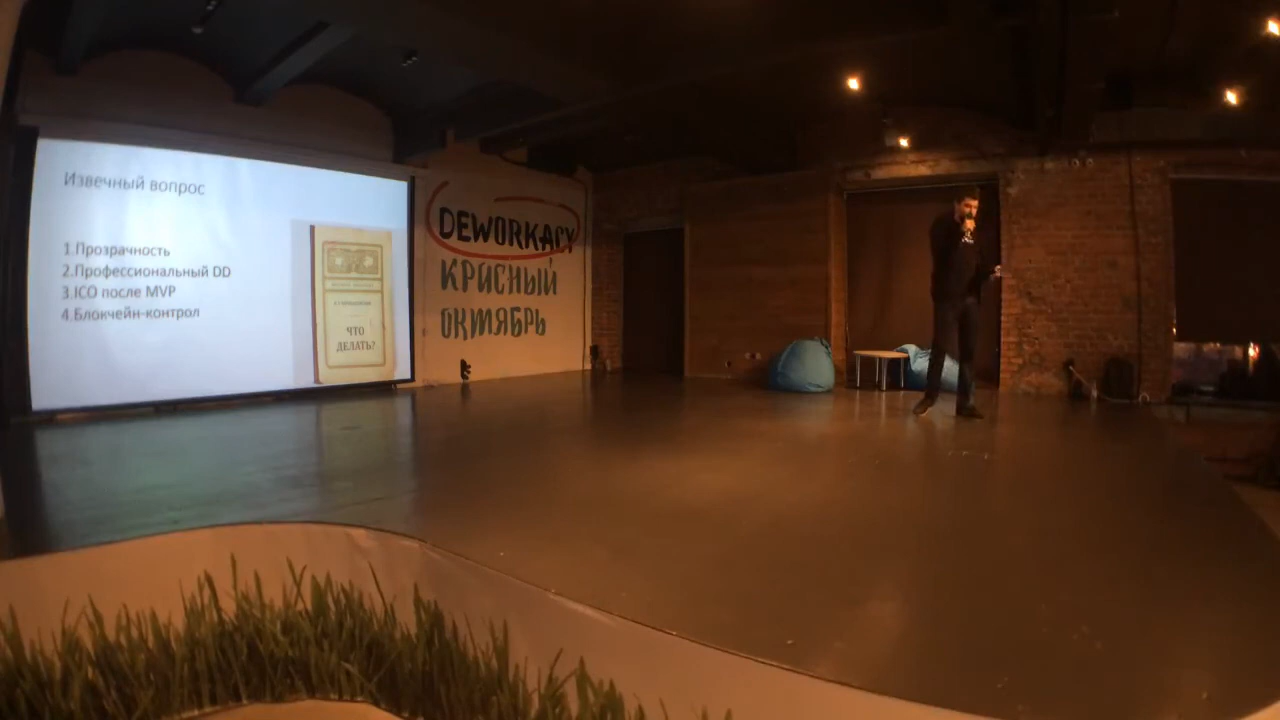 Извечный вопрос
1.Прозрачность
2.Профессиональный DD
3.ICO после MVP
4.Блокчейн-контрол
ЧТО
ДЕЛАТЬ?
DEWORKACY
КРАСНЫЙ
ОКТЯБРЬ